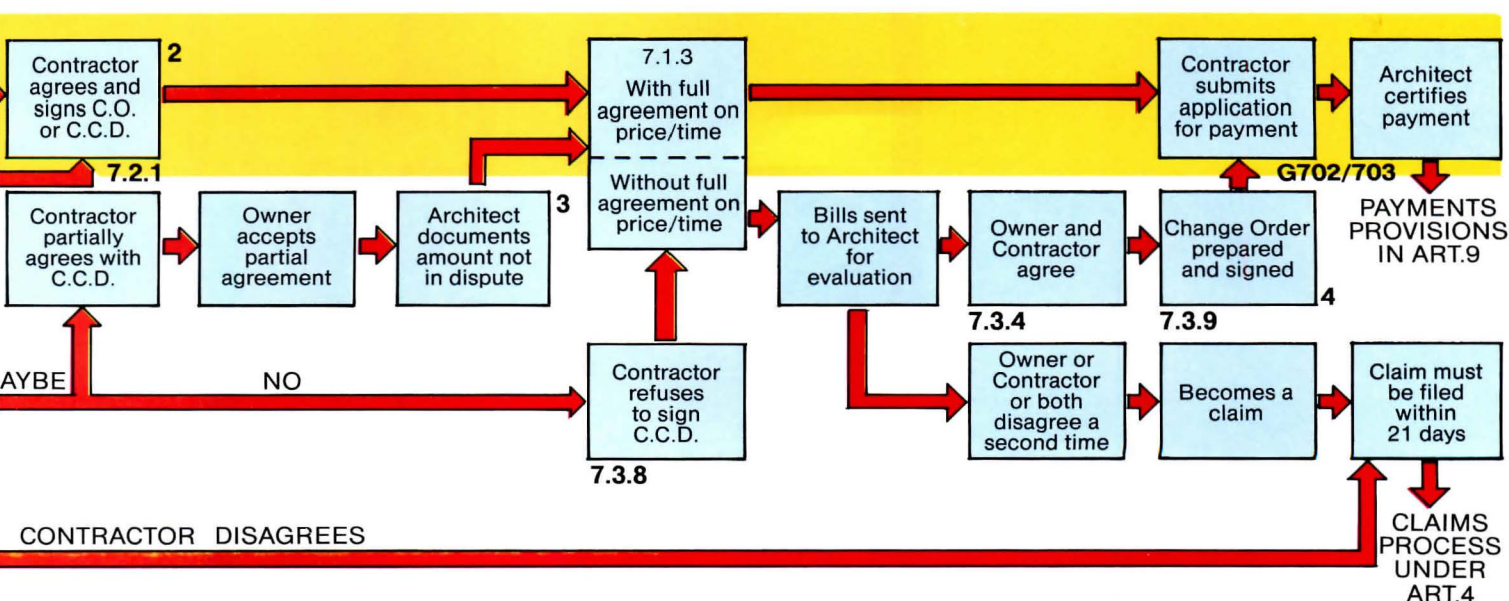 Contractor
agrees and
signs C.O.
or C.C.D.
2
7.2.1
7.1.3
With full
agreement on
price/time
Without full
agreement on
price/time
Contractor
submits
application
for payment
G702/703
Architect
certifies
payment
PAYMENTS
PROVISIONS
IN ART.9
Contractor
partially
agrees with
C.C.D.
Owner
accepts
partial
agreement
Architect
documents
amount not
in dispute
3
Bills sent
to Architect
for
evaluation
Owner and
Contractor
agree
7.3.4
Change Order
prepared
and signed
4
7.3.9
AYBE
NO
Contractor
refuses
to sign
C.C.D.
7.3.8
Owner or
Contractor
or both
disagree a
second time
Becomes a
claim
Claim must
be filed
within
21 days
CONTRACTOR DISAGREES
CLAIMS
PROCESS
UNDER
ART.4